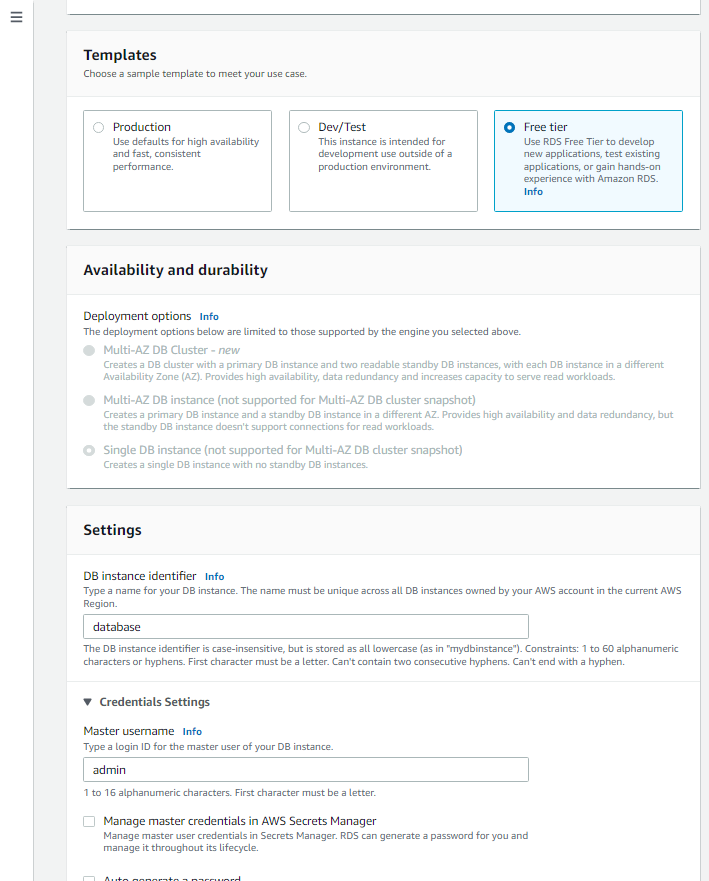 Templates
Choose a sample template to meet your use case.
Production
Use defaults for high availability
and fast, consistent
performance.
Dev/Test
This instance is intended for
development use outside of a
production environment.
Free tier
Use RDS Free Tier to develop
new applications, test existing
applications, or gain hands-on
experience with Amazon RDS.
Info
Availability and durability
Deployment options Info
The deployment options below are limited to those supported by the engine you selected above.
Multi-AZ DB Cluster - new
Creates a DB cluster with a primary DB instance and two readable standby DB instances, with each DB instance in a different
Availability Zone (AZ). Provides high availability, data redundancy and increases capacity to serve read workloads.
Multi-AZ DB instance (not supported for Multi-AZ DB cluster snapshot)
Creates a primary DB instance and a standby DB instance in a different AZ. Provides high availability and data redundancy, but
the standby DB instance doesn't support connections for read workloads.
Single DB instance (not supported for Multi-AZ DB cluster snapshot)
Creates a single DB instance with no standby DB instances.
Settings
DB instance identifier Info
Type a name for your DB instance. The name must be unique across all DB instances owned by your AWS account in the current AWS
Region.
database
The DB instance identifier is case-insensitive, but is stored as all lowercase (as in "mydbinstance"). Constraints: 1 to 60 alphanumeric
characters or hyphens. First character must be a letter. Can't contain two consecutive hyphens. Can't end with a hyphen.
Credentials Settings
Master username Info
Type a login ID for the master user of your DB instance.
admin
1 to 16 alphanumeric characters. First character must be a letter.
Manage master credentials in AWS Secrets Manager
Manage master user credentials in Secrets Manager. RDS can generate a password for you and
manage it throughout its lifecycle.
Auto generate a password